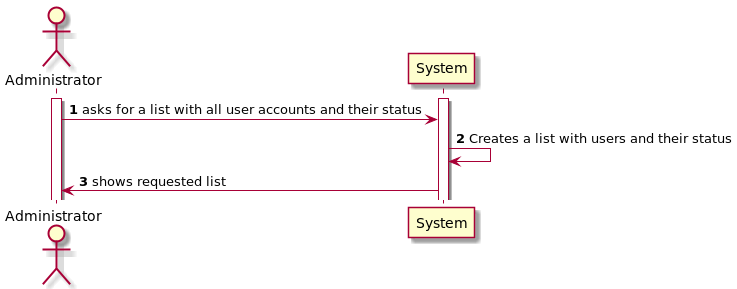 Administrator
System
1 asks for a list with all user accounts and their status
2 Creates a list with users and their status
3 shows requested list
Administrator
System